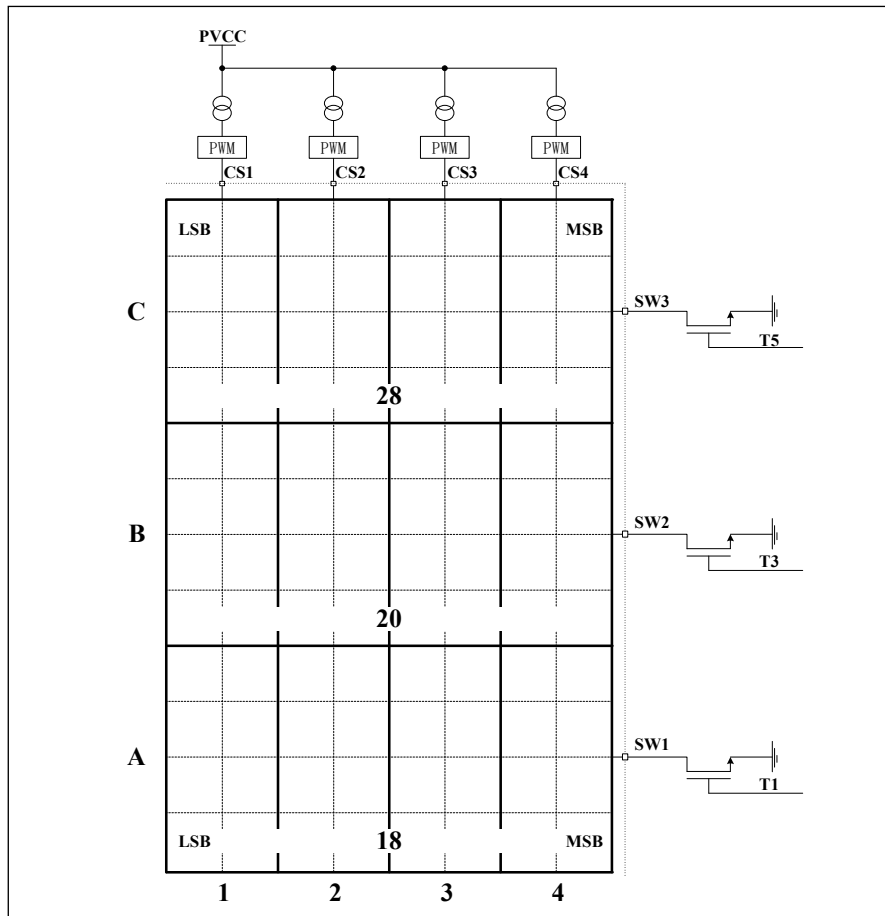 PVCC
PWM PWM PWM PWM
CS1 CS2 CS3 CS4
LSB MSB
C
SW3
T5
28
B
SW2
T3
20
A
SW1
T1
LSB 18 MSB
1 2 3 4